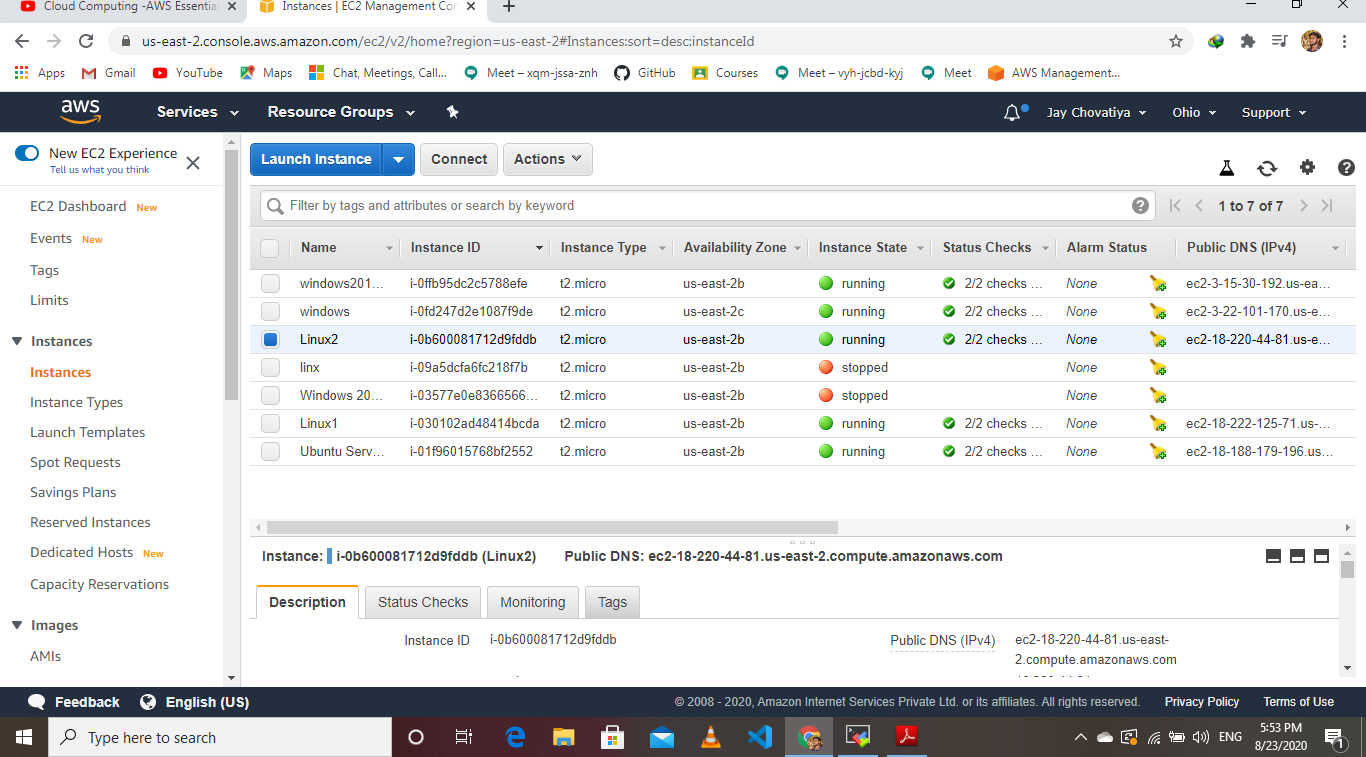 Cloud Computing -AWS Essential
Instances | EC2 Management Con
us-east-2.console.aws.amazon.com/ec2/v2/home?region=us-east-2#Instances:sort=desc:instanceId
Apps Gmail YouTube Maps Chat, Meetings, Call... Meet – xqm-jssa-znh GitHub Courses Meet – vyh-jcbd-kyj Meet AWS Management...
aws Services Resource Groups Jay Chovatiya Ohio Support
New EC2 Experience
Tell us what you think
EC2 Dashboard New
Events New
Tags
Limits
Instances
Instances
Instance Types
Launch Templates
Spot Requests
Savings Plans
Reserved Instances
Dedicated Hosts New
Capacity Reservations
Images
AMIs
Launch Instance Connect Actions
Filter by tags and attributes or search by keyword
1 to 7 of 7
Name Instance ID Instance Type Availability Zone Instance State Status Checks Alarm Status Public DNS (IPv4)
windows201... i-0ffb95dc2c5788efe t2.micro us-east-2b running 2/2 checks ... None ec2-3-15-30-192.us-ea...
windows i-0fd247d2e1087f9de t2.micro us-east-2c running 2/2 checks ... None ec2-3-22-101-170.us-e...
Linux2 i-0b600081712d9fddb t2.micro us-east-2b running 2/2 checks ... None ec2-18-220-44-81.us-e...
linx i-09a5dcfa6fc218f7b t2.micro us-east-2b stopped None
Windows 20... i-03577e0e8366566... t2.micro us-east-2b stopped None
Linux1 i-030102ad48414bcda t2.micro us-east-2b running 2/2 checks ... None ec2-18-222-125-71.us-...
Ubuntu Serv... i-01f96015768bf2552 t2.micro us-east-2b running 2/2 checks ... None ec2-18-188-179-196.us...
Instance: i-0b600081712d9fddb (Linux2) Public DNS: ec2-18-220-44-81.us-east-2.compute.amazonaws.com
Description Status Checks Monitoring Tags
Instance ID i-0b600081712d9fddb Public DNS (IPv4) ec2-18-220-44-81.us-east-
2.compute.amazonaws.com
Feedback English (US) © 2008 - 2020, Amazon Internet Services Private Ltd. or its affiliates. All rights reserved. Privacy Policy Terms of Use
Type here to search
ENG
5:53 PM
8/23/2020
1